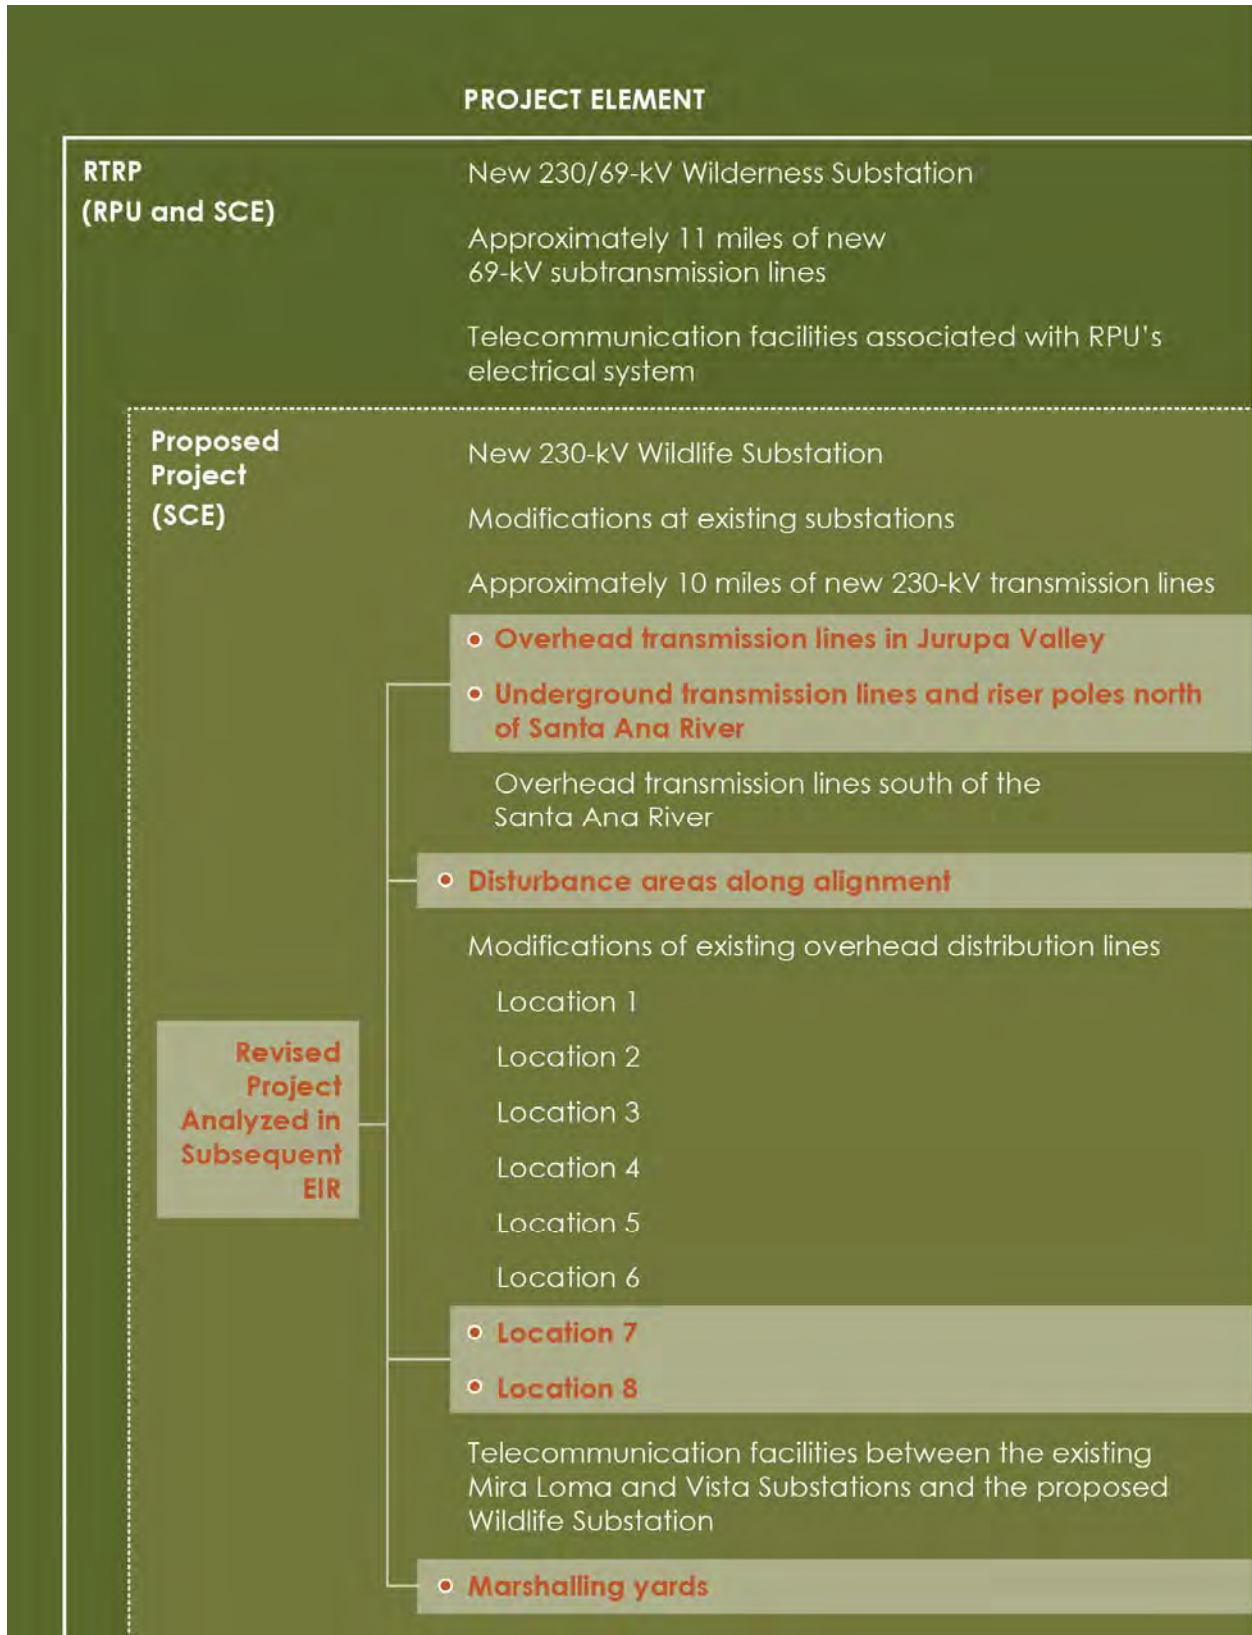 PROJECT ELEMENT
RTRP
(RPU and SCE)
New 230/69-kV Wilderness Substation
Approximately 11 miles of new
69-kV subtransmission lines
Telecommunication facilities associated with RPU's
electrical system
Proposed
Project
(SCE)
New 230-kV Wildlife Substation
Modifications at existing substations
Approximately 10 miles of new 230-kV transmission lines
Overhead transmission lines in Jurupa Valley
Underground transmission lines and riser poles north
of Santa Ana River
Overhead transmission lines south of the
Santa Ana River
Disturbance areas along alignment
Modifications of existing overhead distribution lines
Location 1
Location 2
Location 3
Location 4
Location 5
Location 6
Revised
Project
Analyzed in
Subsequent
EIR
Location 7
Location 8
Telecommunication facilities between the existing
Mira Loma and Vista Substations and the proposed
Wildlife Substation
Marshalling yards